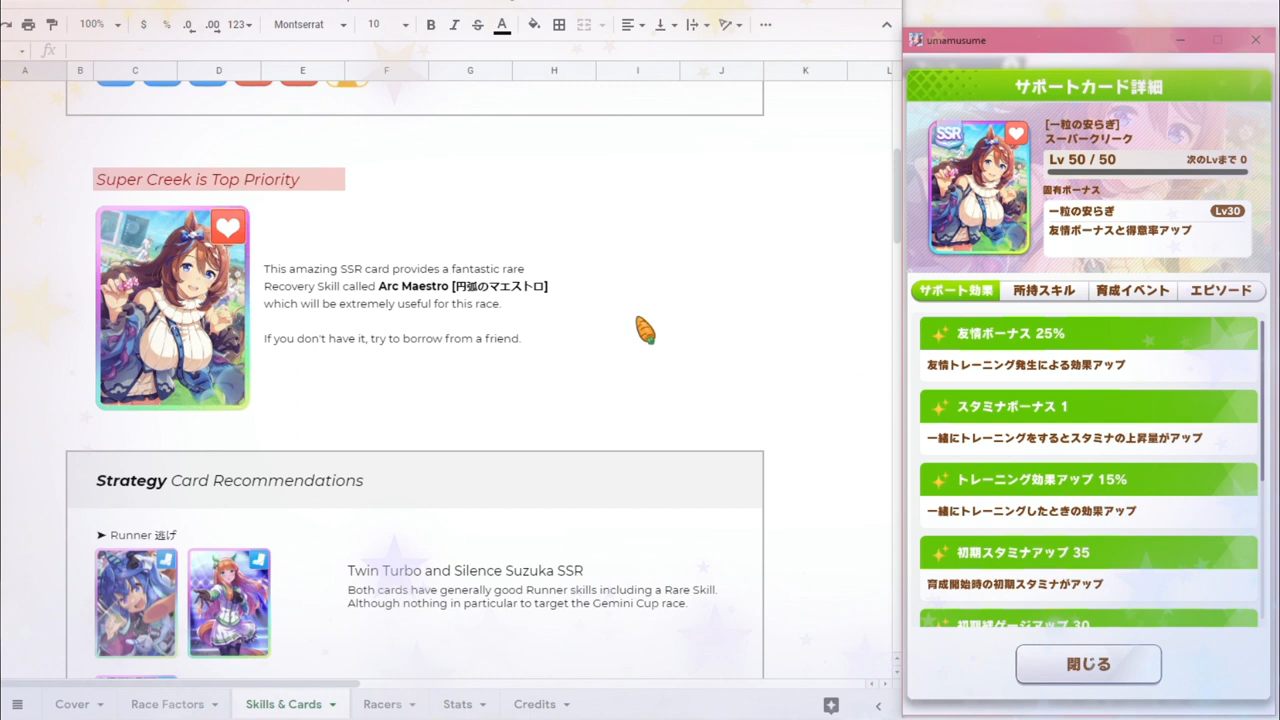 100%
$
%
.0
.00
123
Montserrat
10
B
I
S
A
fx
A
B
C
D
E
F
G
H
I
J
K
L
Super Creek is Top Priority
This amazing SSR card provides a fantastic rare
Recovery Skill called Arc Maestro [円弧のマエストロ]
which will be extremely useful for this race.
If you don't have it, try to borrow from a friend.
Strategy Card Recommendations
➤ Runner 逃げ
Twin Turbo and Silence Suzuka SSR
Both cards have generally good Runner skills including a Rare Skill.
Although nothing in particular to target the Gemini Cup race.
Cover
Race Factors
Skills & Cards
Racers
Stats
Credits
umamusume
サポートカード詳細
SSR
[一粒の安らぎ]
スーパークリーク
Lv 50 / 50
次のLvまで 0
固有ボーナス
一粒の安らぎ
Lv30
友情ボーナスと得意率アップ
サポート効果
所持スキル
育成イベント
エピソード
友情ボーナス 25%
友情トレーニング発生による効果アップ
スタミナボーナス 1
一緒にトレーニングをするとスタミナの上昇量がアップ
トレーニング効果アップ 15%
一緒にトレーニングしたときの効果アップ
初期スタミナアップ 35
育成開始時の初期スタミナがアップ
初期絆ゲージアップ 30
閉じる